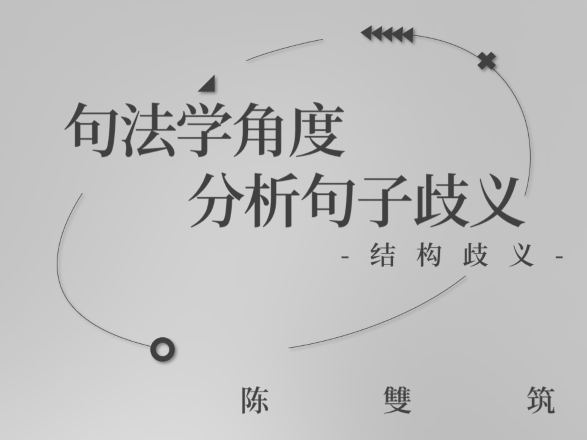 句法学角度
分析句子歧义
- 结构歧义 -
陈雙筑